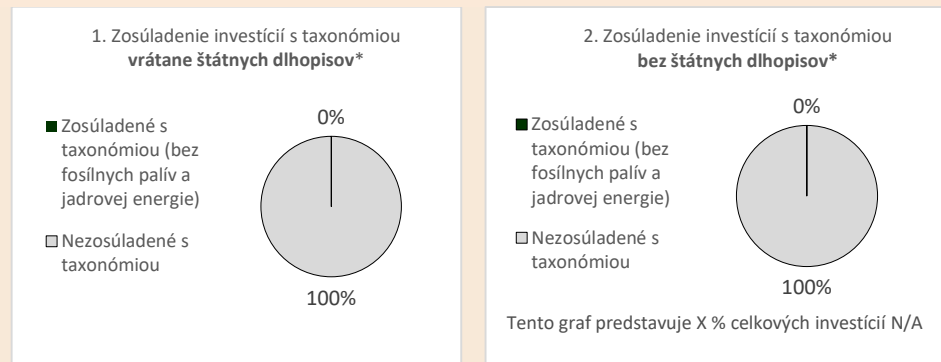 1. Zosúladenie investícií s taxonómiou
vrátane štátnych dlhopisov*
Zosúladené s
taxonómiou (bez
fosílnych palív a
jadrovej energie)
Nezosúladené s
taxonómiou
0%
100%
2. Zosúladenie investícií s taxonómiou
bez štátnych dlhopisov*
Zosúladené s
taxonómiou (bez
fosílnych palív a
jadrovej energie)
Nezosúladené s
taxonómiou
0%
100%
Tento graf predstavuje X % celkových investícií N/A